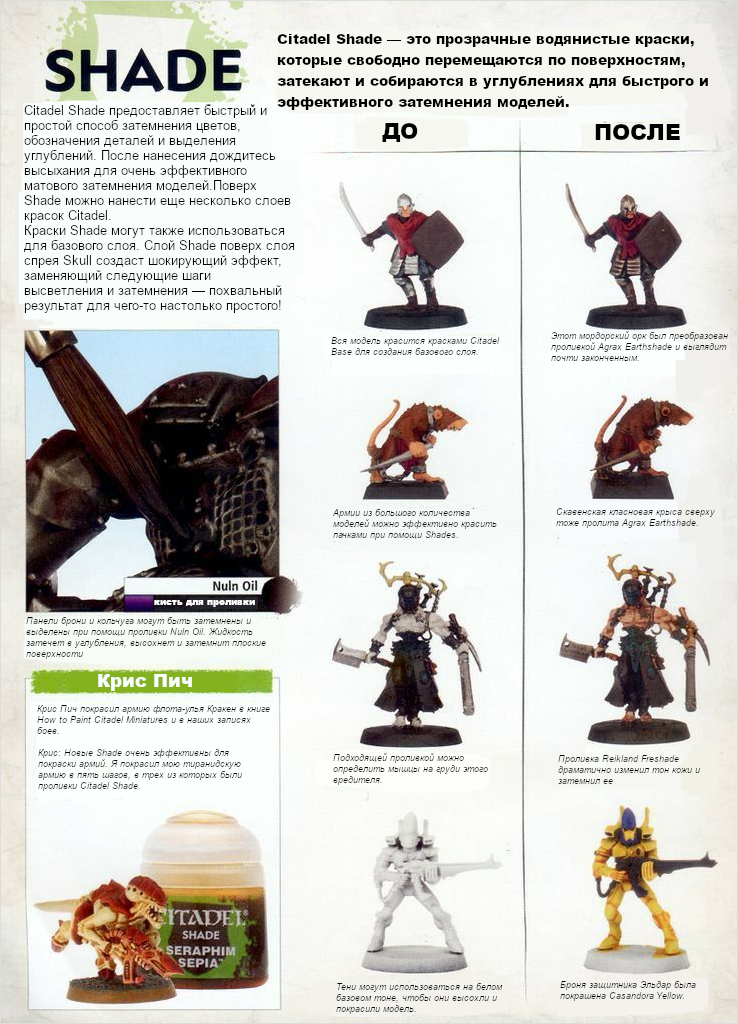 SHADE
Citadel Shade — это прозрачные водянистые краски,
которые свободно перемещаются по поверхностям,
затекают и собираются в углублениях для быстрого и
эффективного затемнения моделей.
Citadel Shade предоставляет быстрый и
простой способ затемнения цветов,
обозначения деталей и выделения
углублений. После нанесения дождитесь
высыхания для очень эффективного
матового затемнения моделей.Поверх
Shade можно нанести еще несколько слоев
красок Citadel.
Краски Shade могут также использоваться
для базового слоя. Слой Shade поверх слоя
спрея Skull создаст шокирующий эффект,
заменяющий следующие шаги
высветления и затемнения — похвальный
результат для чего-то настолько простого!
Nuln Oil
кисть для проливки
Панели брони и кольчуга могут быть затемнены и
выделены при помощи проливки Nuln Oil. Жидкость
затечет в углубления, высохнет и затемнит плоские
поверхности
Крис Пич
Крис Пич покрасил армию флота-улья Кракен в книге
How to Paint Citadel Miniatures и в наших записях
боев.
Крис: Новые Shade очень эффективны для
покраски армий. Я покрасил мою тиранидскую
армию в пять шагов, в трех из которых были
проливки Citadel Shade.
CITADEL
SHADE
SERAPHIM
SEPIA
ДО
ПОСЛЕ
Вся модель красится красками Citadel
Base для создания базового слоя.
Этот мордорский орк был преобразован
проливкой Agrax Earthshade и выглядит
почти законченным.
Армии из большого количества
моделей можно эффективно красить
пачками при помощи Shades.
Скавенская класновая крыса сверху
тоже пролита Agrax Earthshade.
Подходящей проливкой можно
определить мышцы на груди этого
вредителя.
Проливка Reikland Freshade
драматично изменил тон кожи и
затемнил ее
Тени могут использоваться на белом
базовом тоне, чтобы они высохли и
покрасили модель.
Броня защитника Эльдар была
покрашена Casandora Yellow.